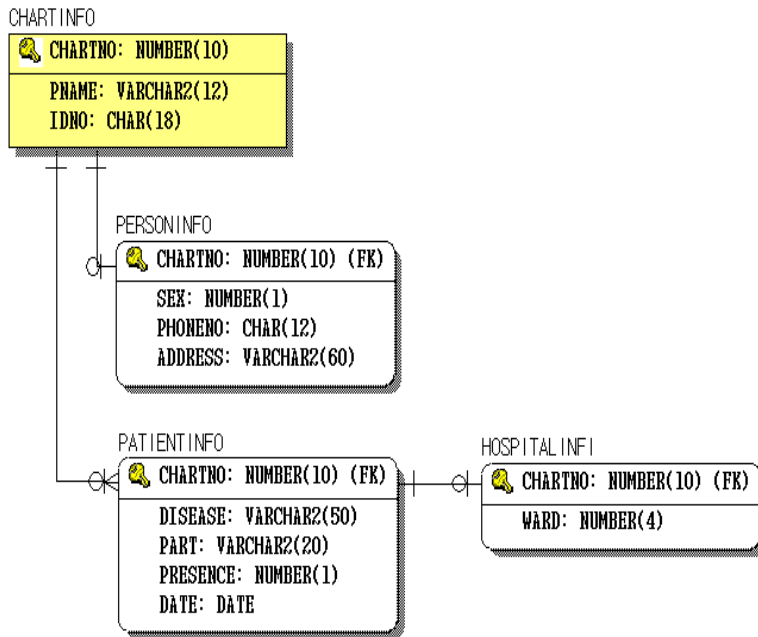 CHARTINFO
CHARTNO: NUMBER(10)
PNAME: VARCHAR2(12)
IDNO: CHAR(18)
PERSONINFO
CHARTNO: NUMBER(10) (FK)
SEX: NUMBER(1)
PHONENO: CHAR(12)
ADDRESS: VARCHAR2(60)
PATIENTINFO
CHARTNO: NUMBER(10) (FK)
DISEASE: VARCHAR2(50)
PART: VARCHAR2(20)
PRESENCE: NUMBER(1)
DATE: DATE
HOSPITALINFI
CHARTNO: NUMBER(10) (FK)
WARD: NUMBER(4)